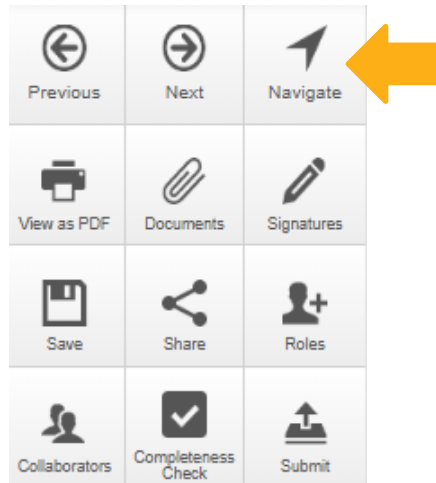 Previous
Next
Navigate
View as PDF
Documents
Signatures
Save
Share
Roles
Collaborators
Completeness
Check
Submit